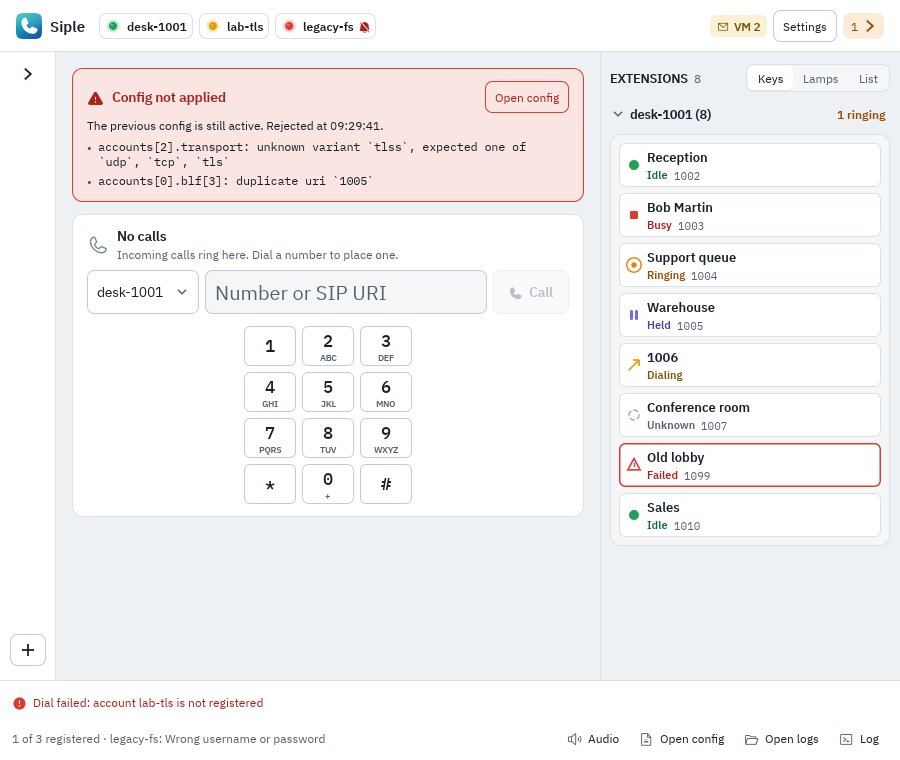 Siple
desk-1001
lab-tls
legacy-fs
VM 2
Settings
1
Config not applied
Open config
The previous config is still active. Rejected at 09:29:41.
• accounts[2].transport: unknown variant `tlss`, expected one of
`udp`, `tcp`, `tls`
• accounts[0].blf[3]: duplicate uri `1005`
No calls
Incoming calls ring here. Dial a number to place one.
desk-1001
Number or SIP URI
Call
1
2
ABC
3
DEF
4
GHI
5
JKL
6
MNO
7
PQRS
8
TUV
9
WXYZ
*
0
+
#
EXTENSIONS 8
Keys
Lamps
List
desk-1001 (8)
1 ringing
Reception
Idle 1002
Bob Martin
Busy 1003
Support queue
Ringing 1004
Warehouse
Held 1005
1006
Dialing
Conference room
Unknown 1007
Old lobby
Failed 1099
Sales
Idle 1010
Dial failed: account lab-tls is not registered
1 of 3 registered · legacy-fs: Wrong username or password
Audio
Open config
Open logs
Log